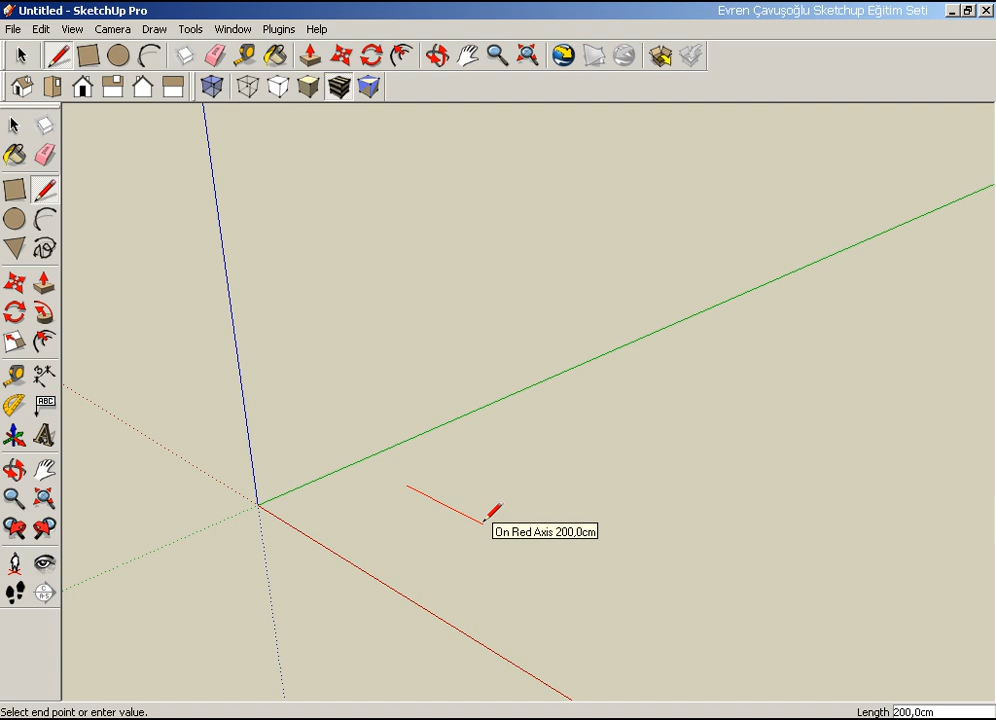 Untitled - SketchUp Pro
Evren Çavuşoğlu Sketchup Eğitim Seti
File Edit View Camera Draw Tools Window Plugins Help
ABC
On Red Axis 200,0cm
Select end point or enter value.
Length 200,0cm